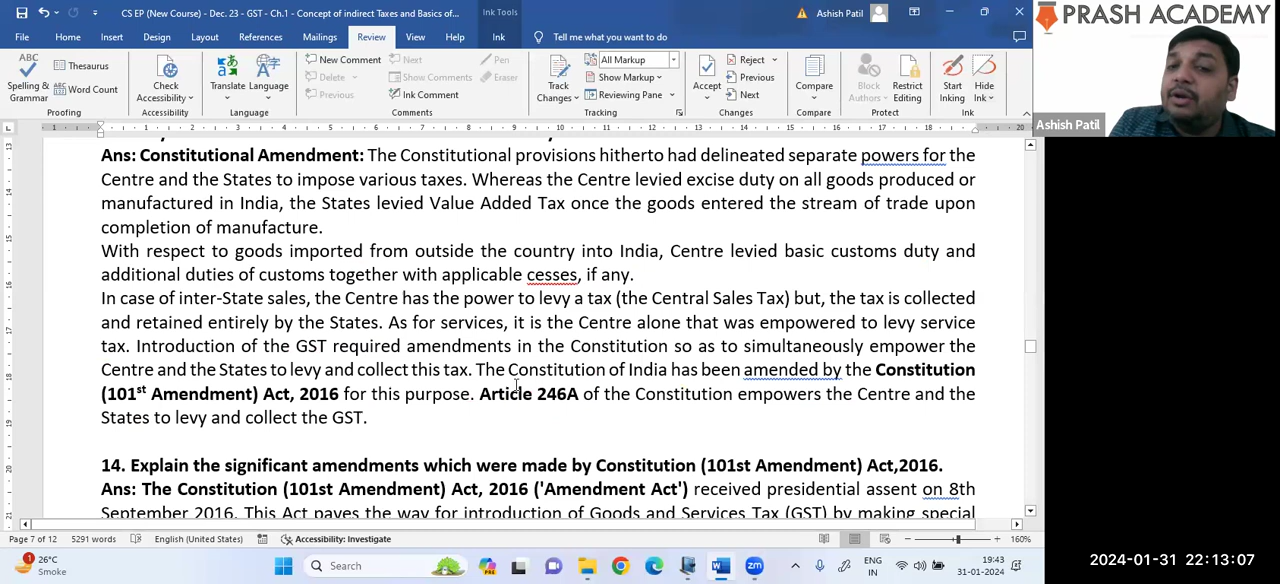 CS EP (New Course) - Dec. 23 - GST - Ch.1 - Concept of indirect Taxes and Basics of...
Ink Tools
Ashish Patil
PRASH ACADEMY
File Home Insert Design Layout References Mailings Review View Help Ink Tell me what you want to do
ABC
Spelling & Grammar
Thesaurus
Word Count
Proofing
Check Accessibility
Accessibility
Translate
Language
Language
New Comment
Delete
Previous
Next
Show Comments
Ink Comment
Pen
Eraser
Comments
Track Changes
All Markup
Show Markup
Reviewing Pane
Tracking
Accept
Reject
Previous
Next
Changes
Compare
Compare
Block Authors
Restrict Editing
Protect
Start Inking
Hide Ink
Ink
Ashish Patil
Ans: Constitutional Amendment: The Constitutional provisions hitherto had delineated separate powers for the
Centre and the States to impose various taxes. Whereas the Centre levied excise duty on all goods produced or
manufactured in India, the States levied Value Added Tax once the goods entered the stream of trade upon
completion of manufacture.
With respect to goods imported from outside the country into India, Centre levied basic customs duty and
additional duties of customs together with applicable cesses, if any.
In case of inter-State sales, the Centre has the power to levy a tax (the Central Sales Tax) but, the tax is collected
and retained entirely by the States. As for services, it is the Centre alone that was empowered to levy service
tax. Introduction of the GST required amendments in the Constitution so as to simultaneously empower the
Centre and the States to levy and collect this tax. The Constitution of India has been amended by the Constitution
(101st Amendment) Act, 2016 for this purpose. Article 246A of the Constitution empowers the Centre and the
States to levy and collect the GST.
14. Explain the significant amendments which were made by Constitution (101st Amendment) Act,2016.
Ans: The Constitution (101st Amendment) Act, 2016 ('Amendment Act') received presidential assent on 8th
September 2016. This Act paves the way for introduction of Goods and Services Tax (GST) by making special
Page 7 of 12 5291 words English (United States) Accessibility: Investigate 160%
26°C
Smoke
Search
ENG
IN
19:43
31-01-2024
2024-01-31 22:13:07